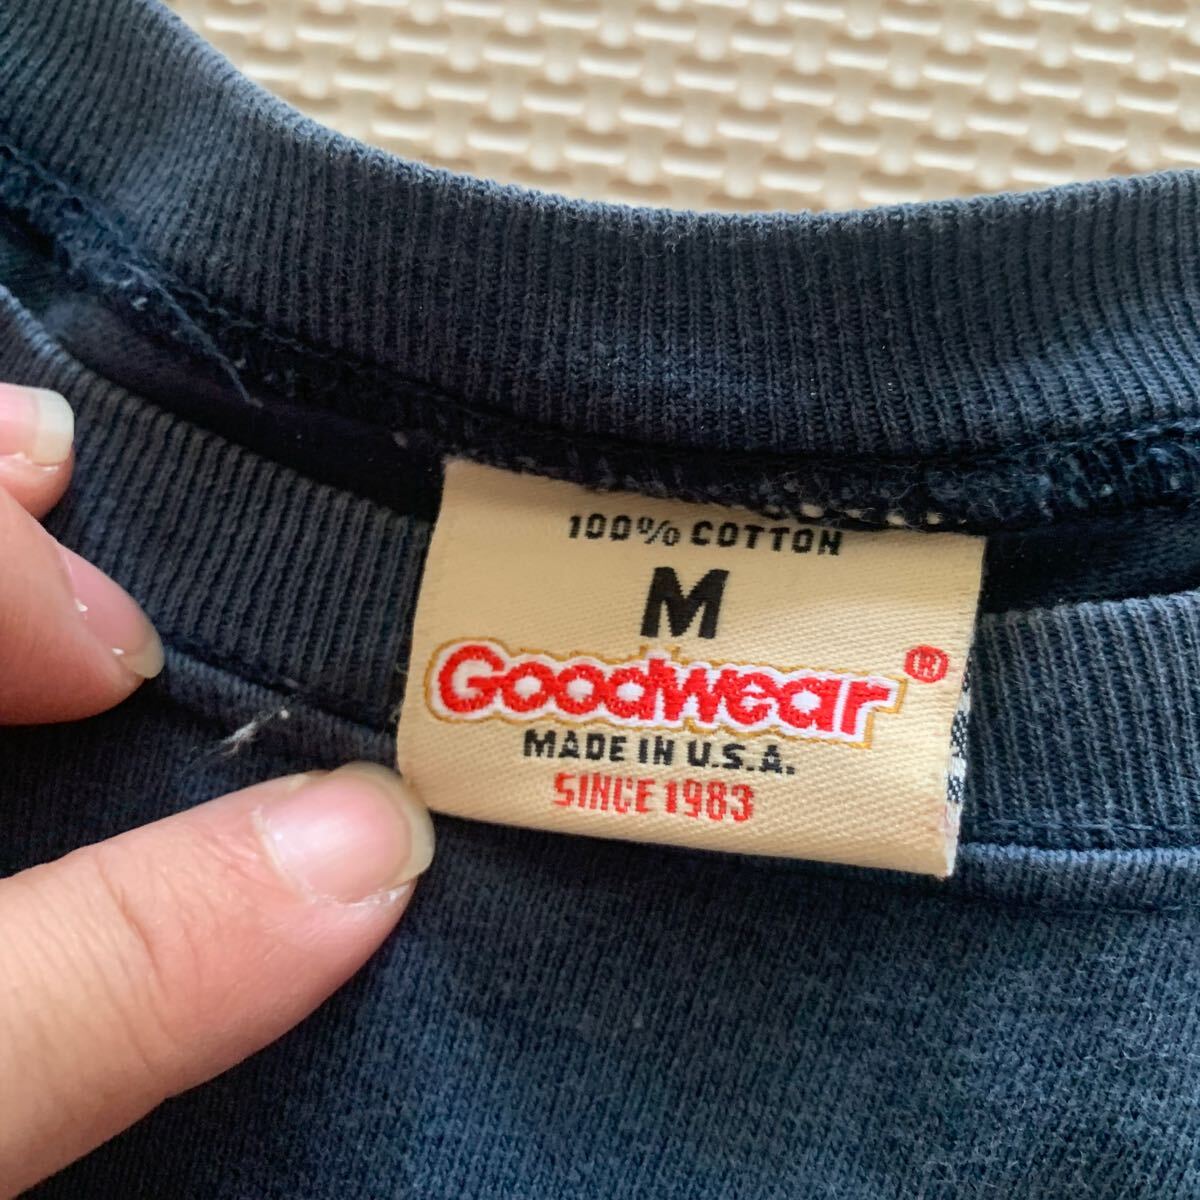 100% COTTON
M
Goodwear®
MADE IN U.S.A.
SINCE 1983